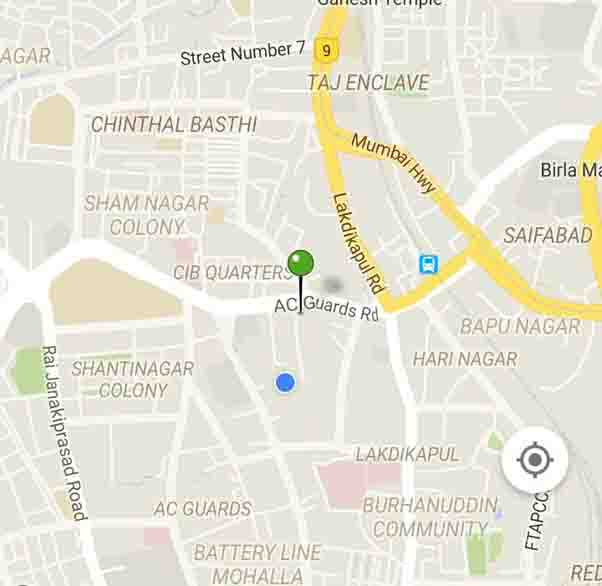 Ganesh Temple
Street Number 7
9
AGAR
TAJ ENCLAVE
CHINTHAL BASTHI
Mumbai Hwy
Birla Ma
SHAM NAGAR
COLONY
Lakdikapul Rd
SAIFABAD
CIB QUARTERS
AC Guards Rd
BAPU NAGAR
HARI NAGAR
SHANTINAGAR
COLONY
Rai Janakiprasad Road
LAKDIKAPUL
AC GUARDS
BURHANUDDIN
COMMUNITY
FTAPCC
BATTERY LINE
MOHALLA
RED